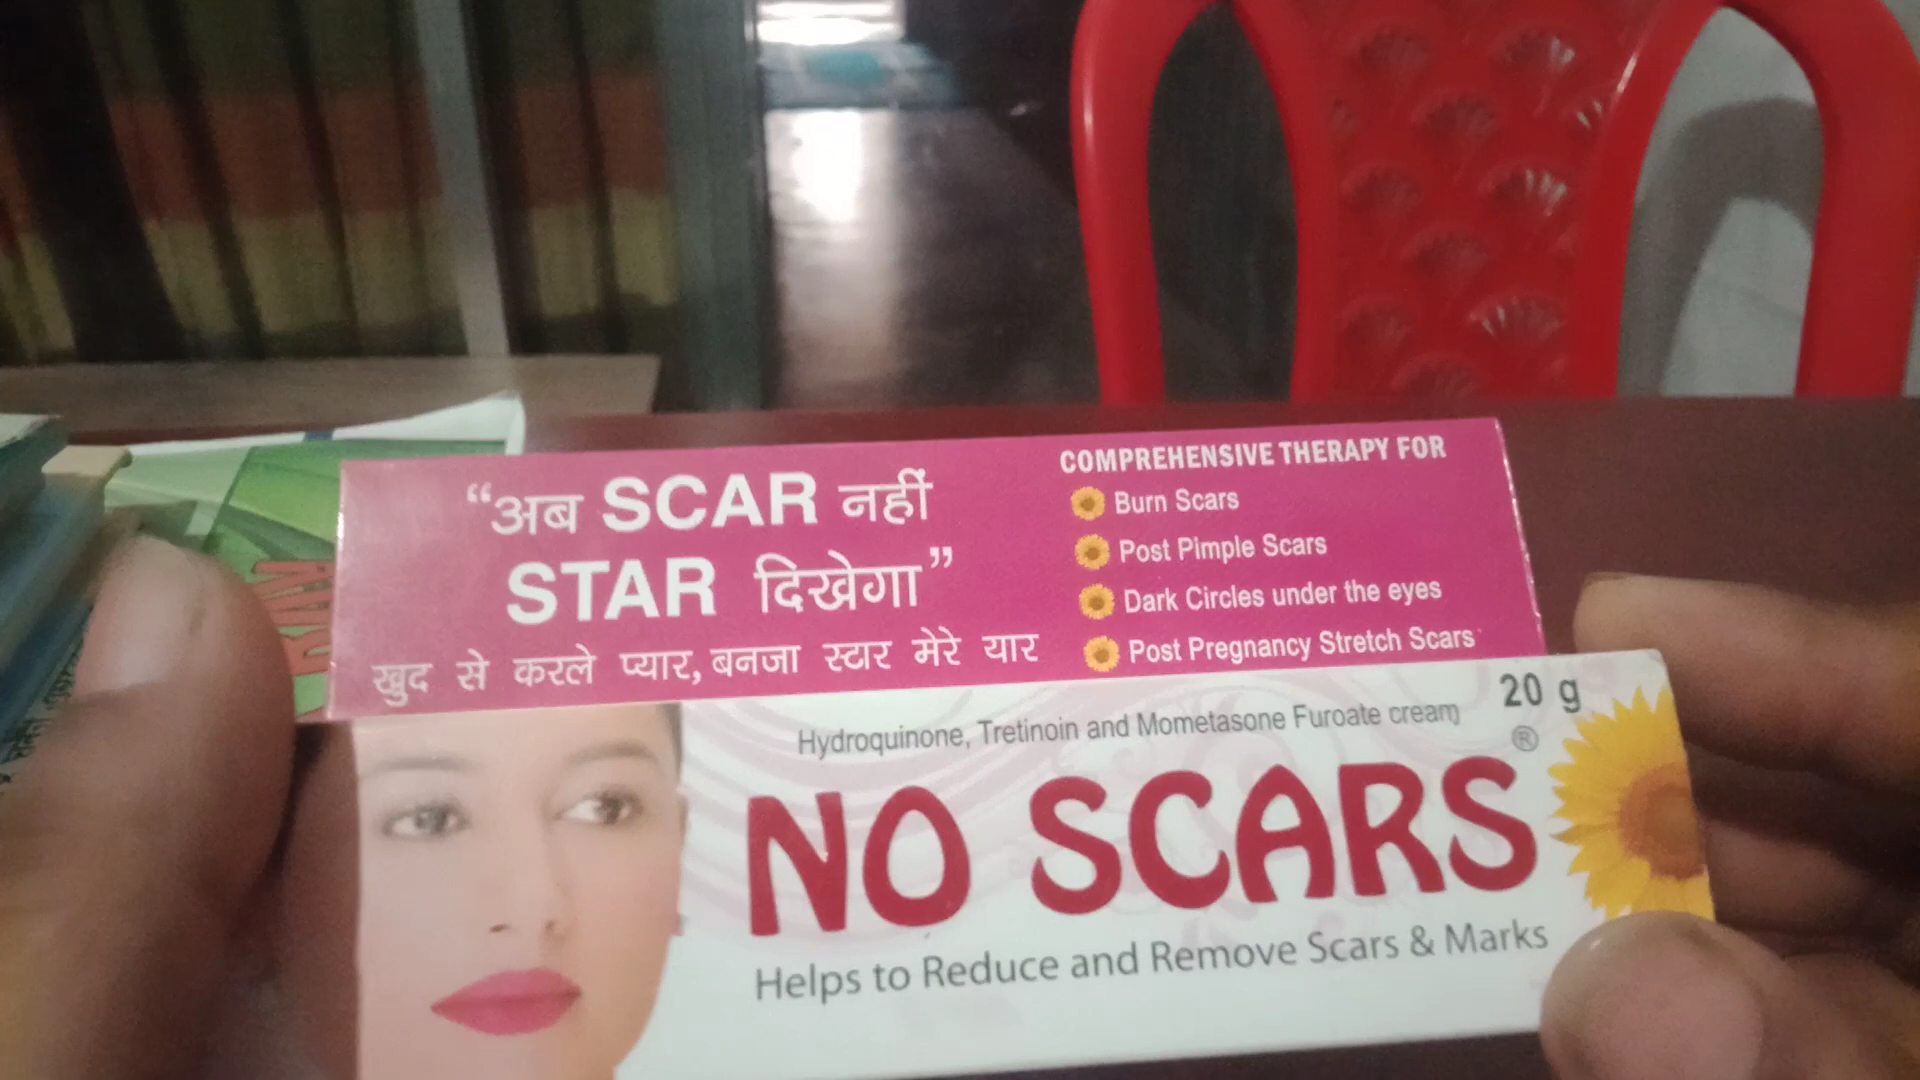 “अब SCAR नहीं
STAR दिखेगा”
खुद से करले प्यार, बनजा स्टार मेरे यार
COMPREHENSIVE THERAPY FOR
Burn Scars
Post Pimple Scars
Dark Circles under the eyes
Post Pregnancy Stretch Scars
20 g
Hydroquinone, Tretinoin and Mometasone Furoate cream
NO SCARS®
Helps to Reduce and Remove Scars & Marks